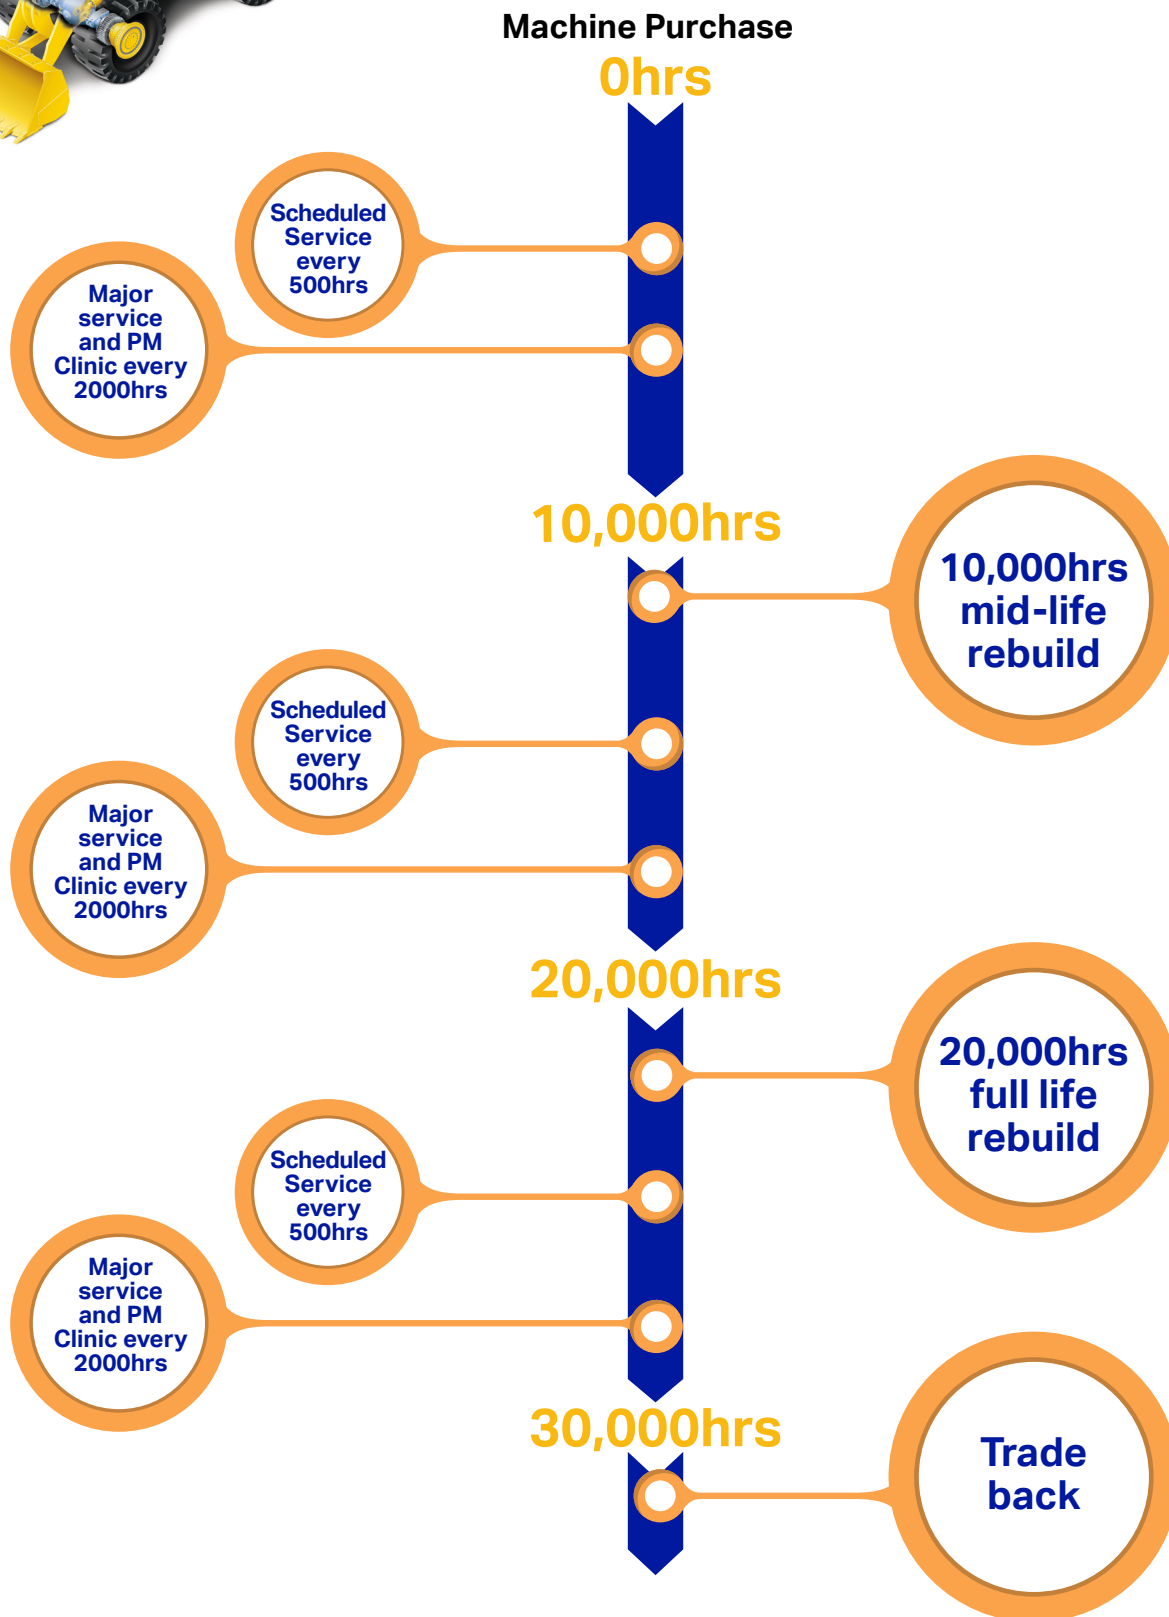 Machine Purchase
0hrs
Scheduled
Service
every
500hrs
Major
service
and PM
Clinic every
2000hrs
10,000hrs
10,000hrs
mid-life
rebuild
Scheduled
Service
every
500hrs
Major
service
and PM
Clinic every
2000hrs
20,000hrs
20,000hrs
full life
rebuild
Scheduled
Service
every
500hrs
Major
service
and PM
Clinic every
2000hrs
30,000hrs
Trade
back